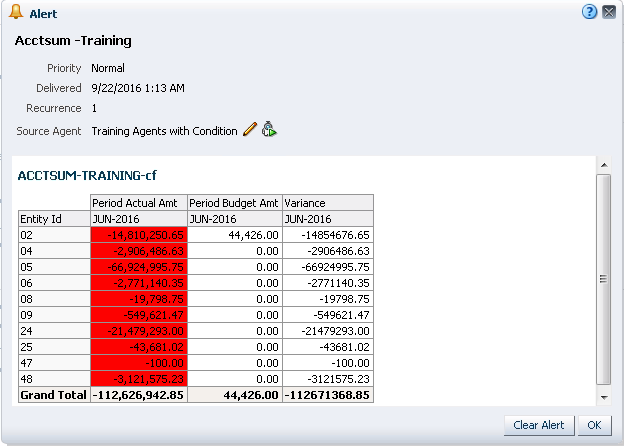 Alert
Acctsum -Training
Priority Normal
Delivered 9/22/2016 1:13 AM
Recurrence 1
Source Agent Training Agents with Condition
ACCTSUM-TRAINING-cf
Period Actual Amt Period Budget Amt Variance
Entity Id JUN-2016 JUN-2016 JUN-2016
02 -14,810,250.65 44,426.00 -14854676.65
04 -2,906,486.63 0.00 -2906486.63
05 -66,924,995.75 0.00 -66924995.75
06 -2,771,140.35 0.00 -2771140.35
08 -19,798.75 0.00 -19798.75
09 -549,621.47 0.00 -549621.47
24 -21,479,293.00 0.00 -21479293.00
25 -43,681.02 0.00 -43681.02
47 -100.00 0.00 -100.00
48 -3,121,575.23 0.00 -3121575.23
Grand Total -112,626,942.85 44,426.00 -112671368.85
Clear Alert OK